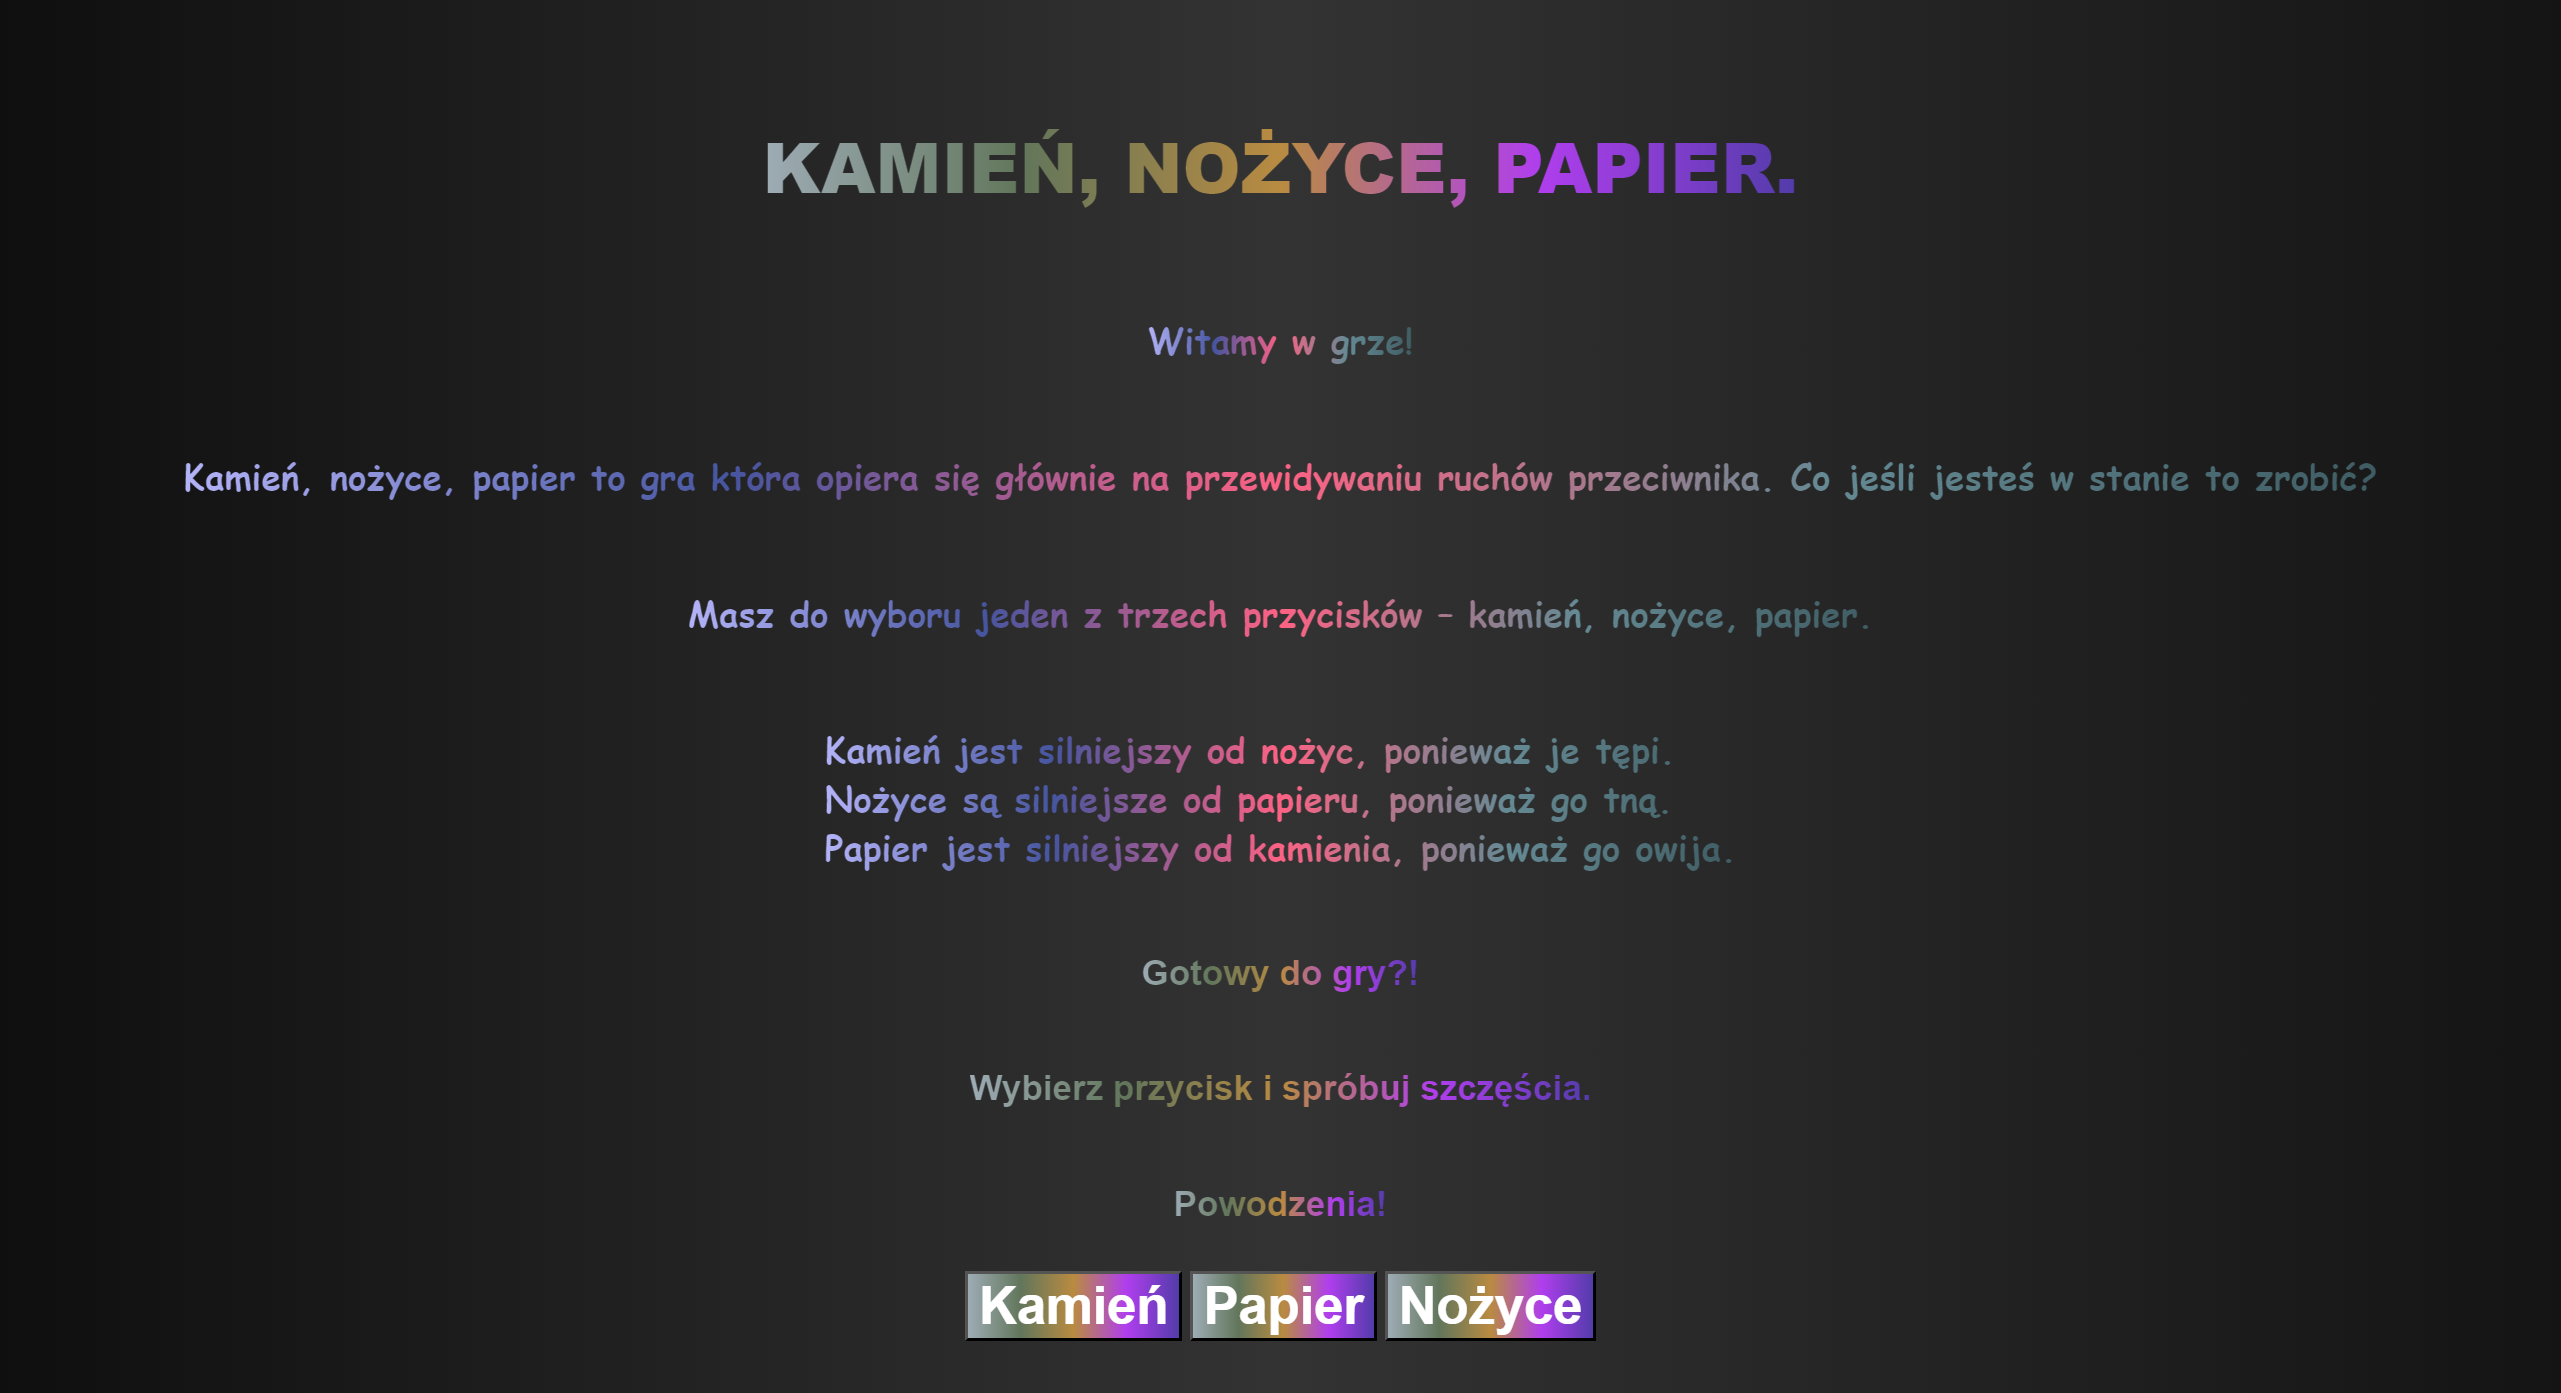 KAMIEŃ, NOŻYCE, PAPIER.
Witamy w grze!
Kamień, nożyce, papier to gra która opiera się głównie na przewidywaniu ruchów przeciwnika. Co jeśli jesteś w stanie to zrobić?
Masz do wyboru jeden z trzech przycisków - kamień, nożyce, papier.
Kamień jest silniejszy od nożyc, ponieważ je tępi.
Nożyce są silniejsze od papieru, ponieważ go tną.
Papier jest silniejszy od kamienia, ponieważ go owija.
Gotowy do gry?!
Wybierz przycisk i spróbuj szczęścia.
Powodzenia!
Kamień Papier Nożyce